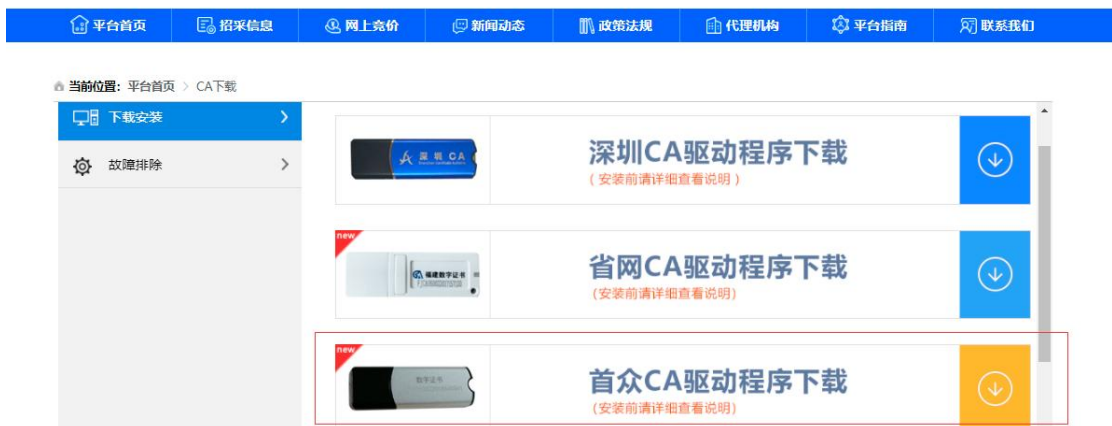 平台首页 招采信息 网上竞价 新闻动态 政策法规 代理机构 平台指南 联系我们
当前位置: 平台首页 > CA下载
下载安装
故障排除
深圳 CA
深圳CA驱动程序下载
( 安装前请详细查看说明 )
new
福建数字证书
省网CA驱动程序下载
(安装前请详细查看说明)
new
数字证书
首众CA驱动程序下载
(安装前请详细查看说明)